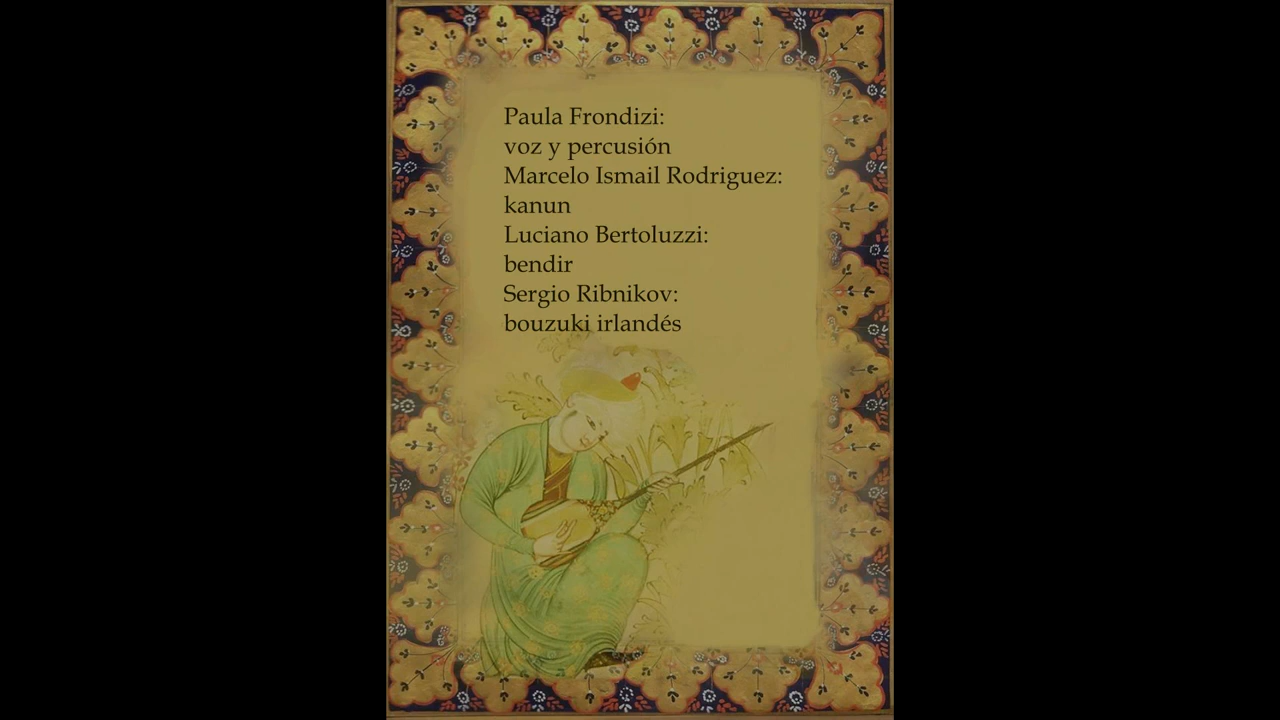 Paula Frondizi:
voz y percusión
Marcelo Ismail Rodriguez:
kanun
Luciano Bertoluzzi:
bendir
Sergio Ribnikov:
bouzuki irlandés